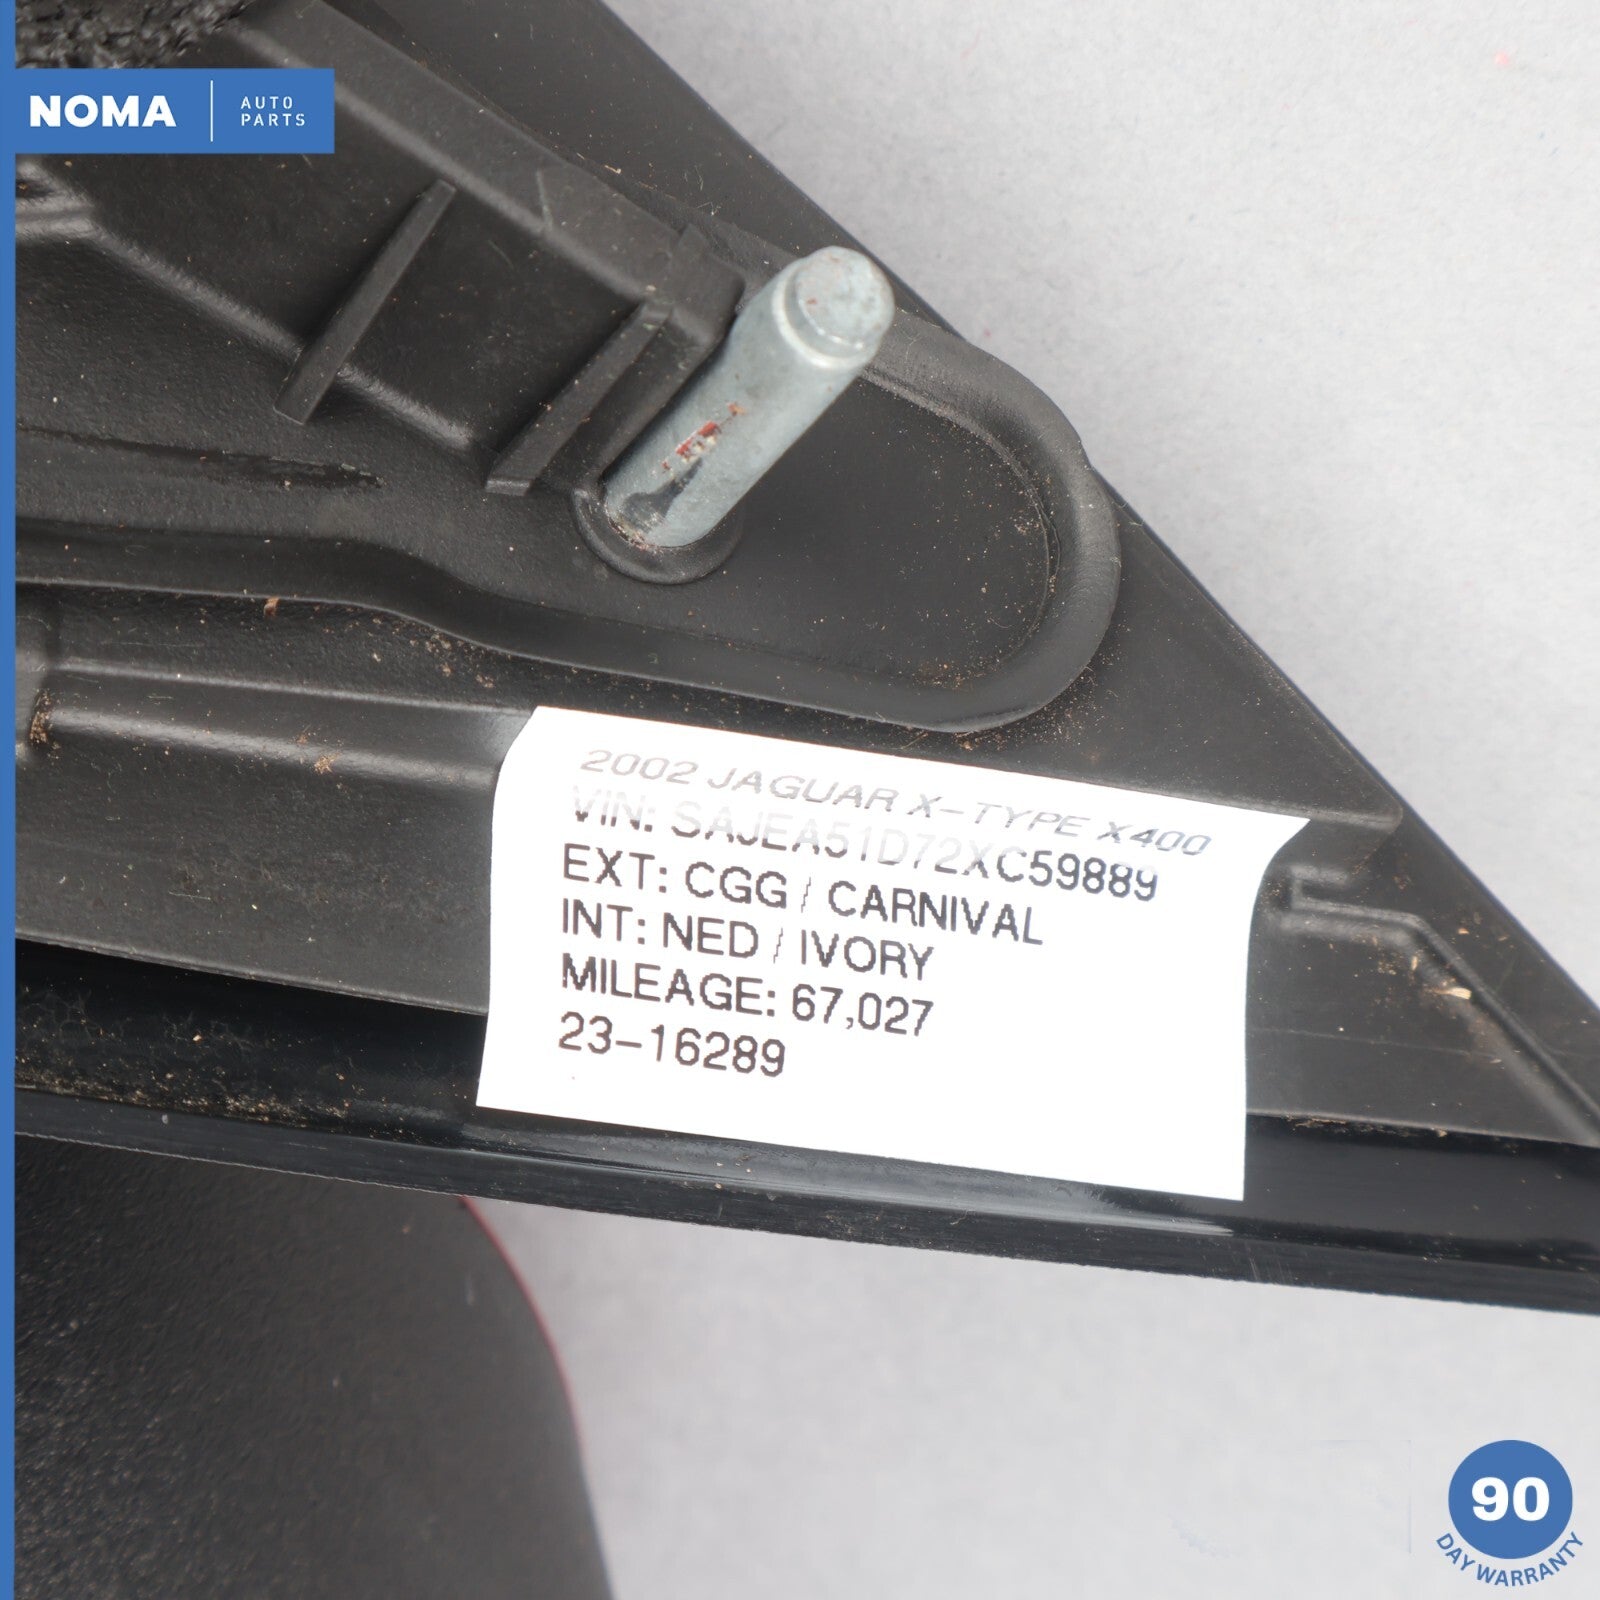 NOMA
AUTO
PARTS
2002 JAGUAR X-TYPE X400
VIN: SAJEA51D72XC59889
EXT: CGG / CARNIVAL
INT: NED / IVORY
MILEAGE: 67,027
23-16289
90
DAY WARRANTY